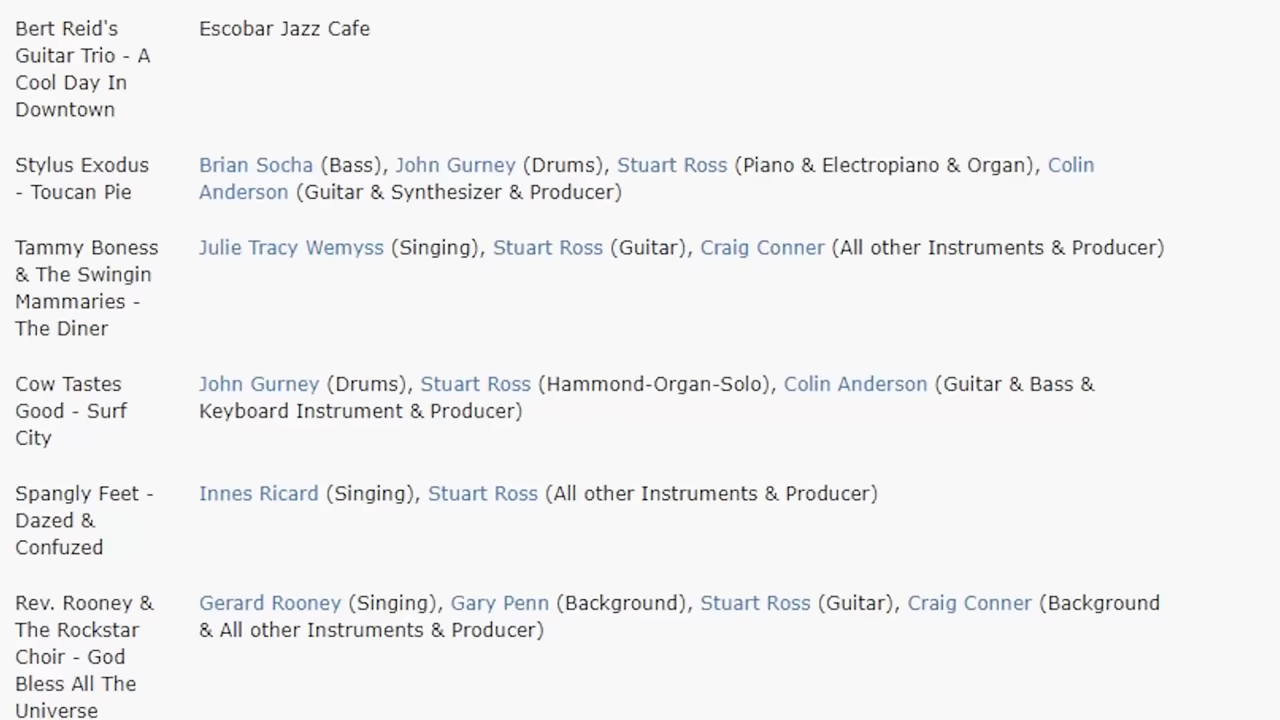 Bert Reid's
Guitar Trio - A
Cool Day In
Downtown
Escobar Jazz Cafe
Stylus Exodus
- Toucan Pie
Brian Socha (Bass), John Gurney (Drums), Stuart Ross (Piano & Electropiano & Organ), Colin
Anderson (Guitar & Synthesizer & Producer)
Tammy Boness
& The Swingin
Mammaries -
The Diner
Julie Tracy Wemyss (Singing), Stuart Ross (Guitar), Craig Conner (All other Instruments & Producer)
Cow Tastes
Good - Surf
City
John Gurney (Drums), Stuart Ross (Hammond-Organ-Solo), Colin Anderson (Guitar & Bass &
Keyboard Instrument & Producer)
Spangly Feet -
Dazed &
Confuzed
Innes Ricard (Singing), Stuart Ross (All other Instruments & Producer)
Rev. Rooney &
The Rockstar
Choir - God
Bless All The
Universe
Gerard Rooney (Singing), Gary Penn (Background), Stuart Ross (Guitar), Craig Conner (Background
& All other Instruments & Producer)